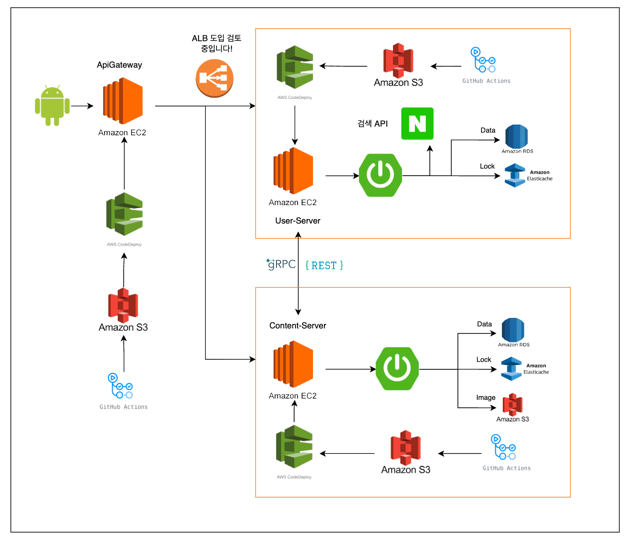 ALB 도입 검토
중입니다!
ApiGateway
Amazon EC2
AWS CodeDeploy
Amazon S3
GitHub Actions
AWS CodeDeploy
Amazon S3
GitHub Actions
검색 API
N
Data
Amazon RDS
Lock
Amazon
Elasticache
Amazon EC2
User-Server
gRPC
{REST}
Content-Server
Amazon EC2
Data
Amazon RDS
Lock
Amazon
Elasticache
Image
Amazon S3
AWS CodeDeploy
Amazon S3
GitHub Actions